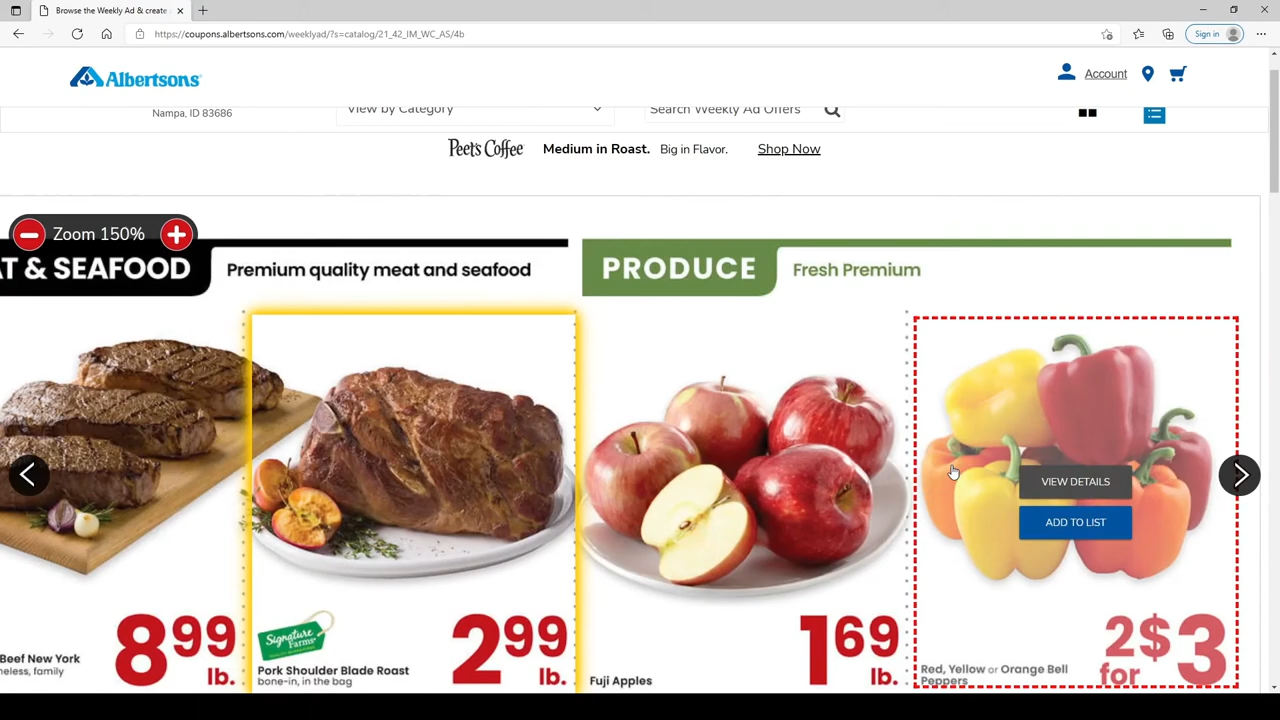 Browse the Weekly Ad & create
https://coupons.albertsons.com/weeklyad/?s=catalog/21_42_IM_WC_AS/4b
Sign in
Albertsons
Account
Nampa, ID 83686
View by Category
Search Weekly Ad Offers
Peet's Coffee
Medium in Roast. Big in Flavor. Shop Now
Zoom 150%
AT & SEAFOOD
Premium quality meat and seafood
PRODUCE
Fresh Premium
VIEW DETAILS
ADD TO LIST
Beef New York
neless, family
8 99
lb.
Signature
Farms
Pork Shoulder Blade Roast
bone-in, in the bag
2 99
lb.
Fuji Apples
1 69
lb.
Red, Yellow or Orange Bell
Peppers
2$3
for